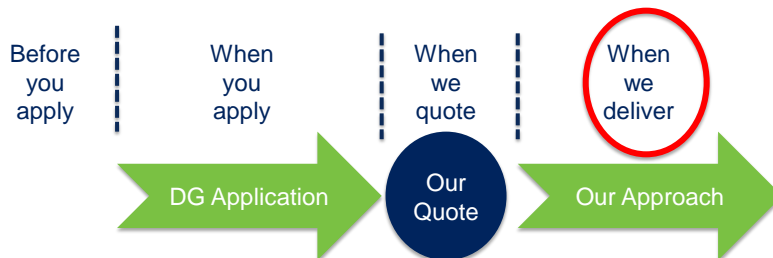 Before
you
apply
When
you
apply
When
we
quote
When
we
deliver
DG Application
Our
Quote
Our Approach